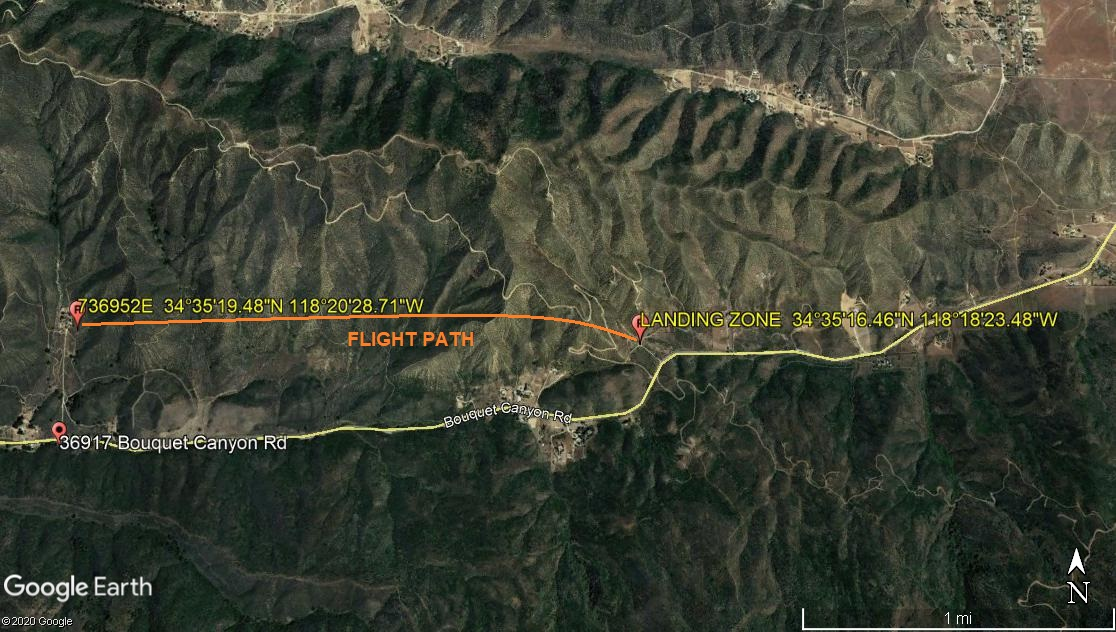 736952E 34°35'19.48"N 118°20'28.71"W
LANDING ZONE 34°35'16.46"N 118°18'23.48"W
FLIGHT PATH
Bouquet Canyon Rd
36917 Bouquet Canyon Rd
Google Earth
©2020 Google
N
1 mi